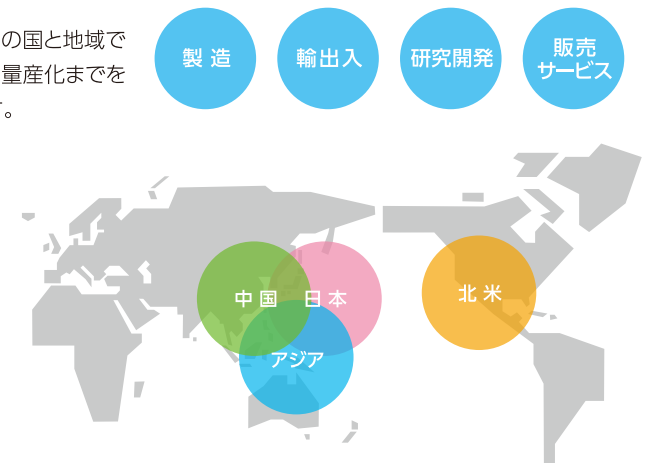 の国と地域で
量産化までを
。
製造
輸出入
研究開発
販売
サービス
中国
日本
北米
アジア